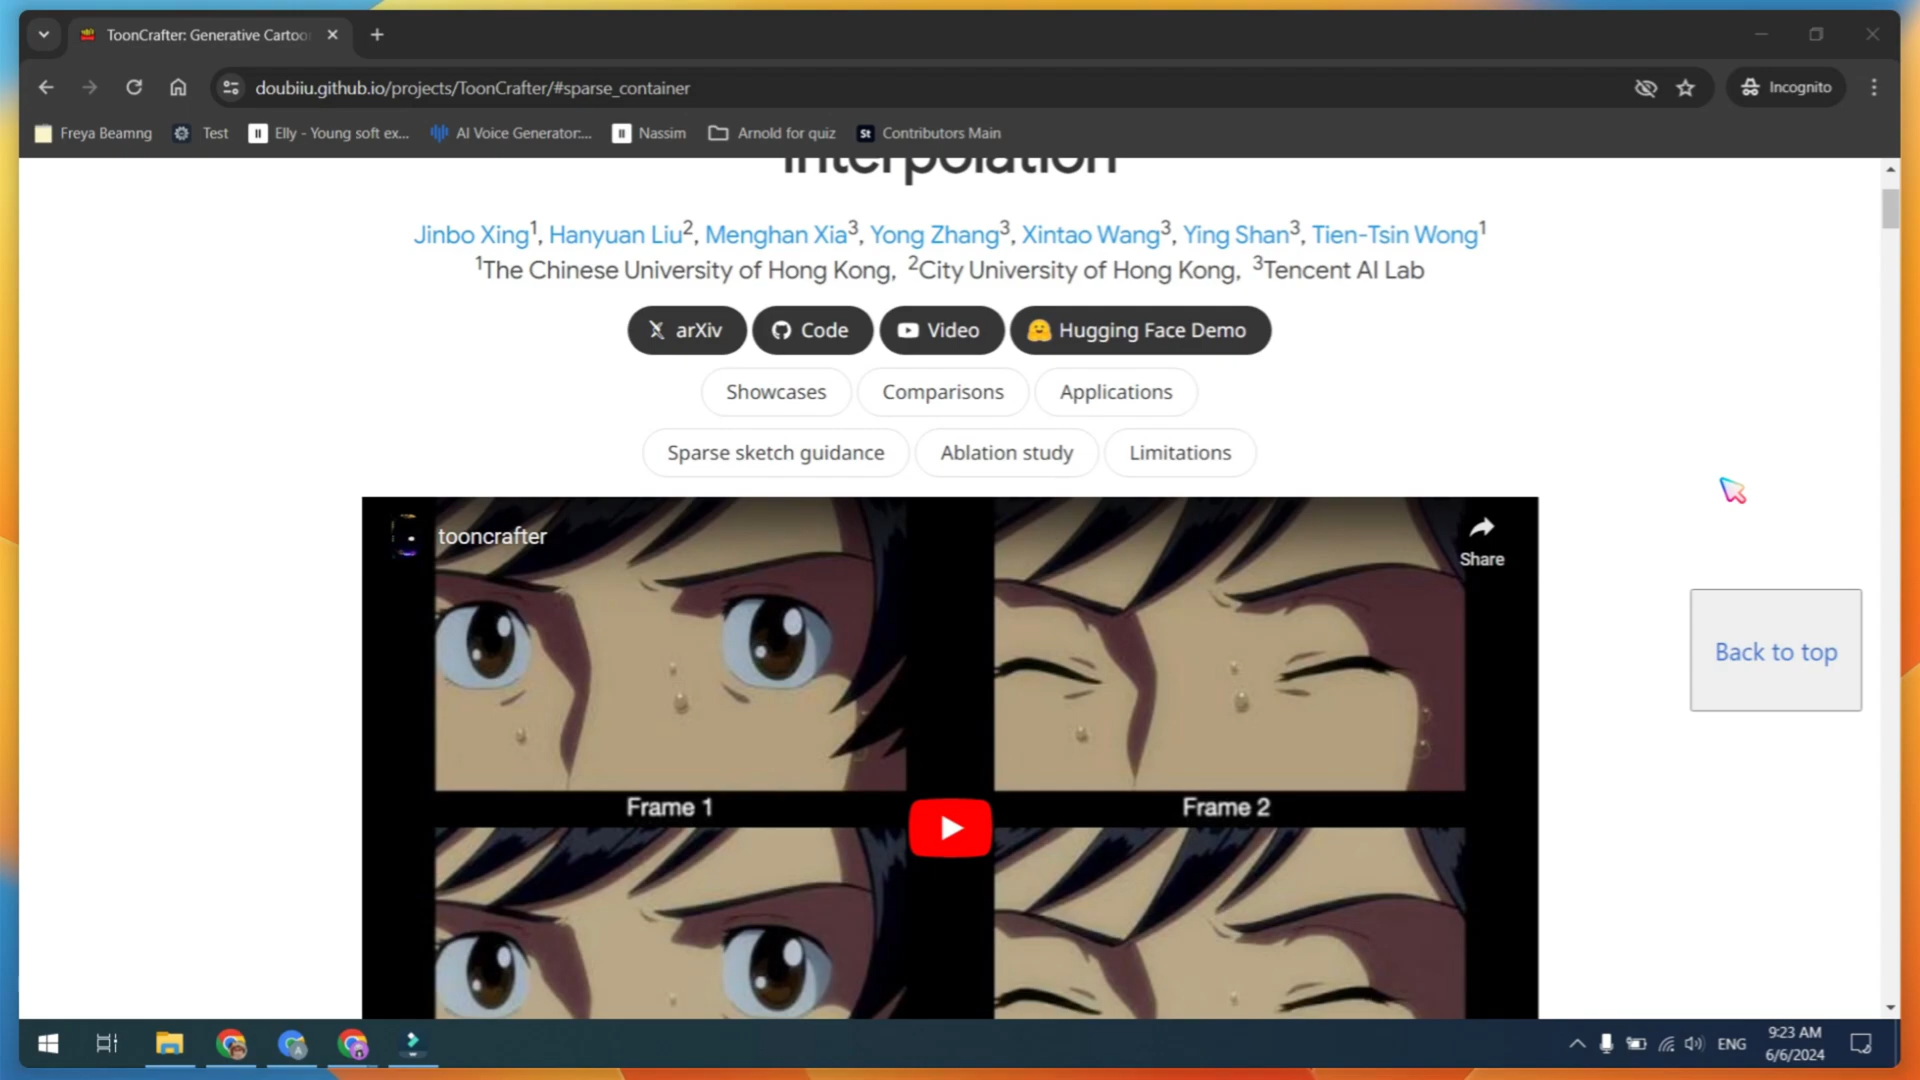 ToonCrafter: Generative Cartoo
doubiiu.github.io/projects/ToonCrafter/#sparse_container
Incognito
Freya Beamng
Test
Elly - Young soft ex...
AI Voice Generator:...
Nassim
Arnold for quiz
St
Contributors Main
Interpolation
Jinbo Xing1, Hanyuan Liu2, Menghan Xia3, Yong Zhang3, Xintao Wang3, Ying Shan3, Tien-Tsin Wong1
1The Chinese University of Hong Kong, 2City University of Hong Kong, 3Tencent AI Lab
arXiv
Code
Video
Hugging Face Demo
Showcases
Comparisons
Applications
Sparse sketch guidance
Ablation study
Limitations
tooncrafter
Share
Back to top
Frame 1
Frame 2
ENG
9:23 AM
6/6/2024